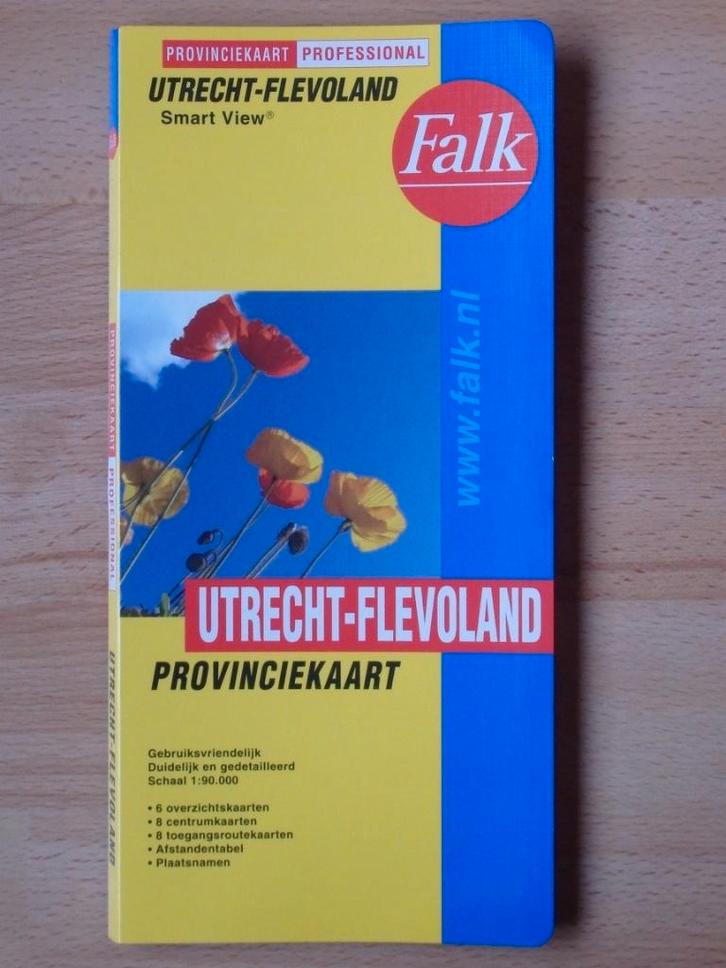 PROVINCIEKAART PROFESSIONAL
UTRECHT-FLEVOLAND
Smart View®
Falk
www.falk.nl
UTRECHT-FLEVOLAND
PROVINCIEKAART
Gebruiksvriendelijk
Duidelijk en gedetailleerd
Schaal 1:90.000
• 6 overzichtskaarten
• 8 centrumkaarten
• 8 toegangsroutekaarten
• Afstandentabel
• Plaatsnamen
PROVINCIEKAART PROFESSIONAL
UTRECHT-FLEVOLAND